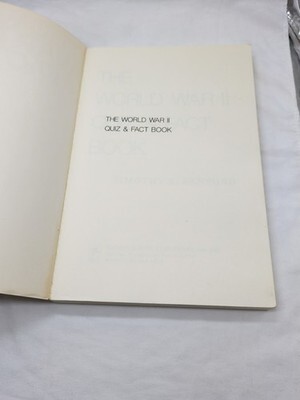 THE WORLD WAR II
QUIZ & FACT BOOK